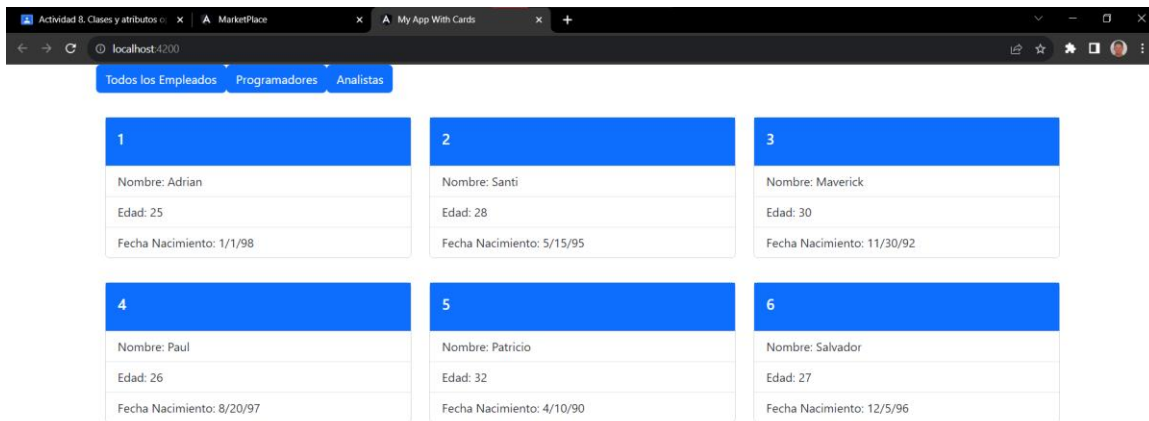 Actividad 8. Clases y atributos
MarketPlace
My App With Cards
localhost:4200
Todos los Empleados Programadores Analistas
1 2 3
Nombre: Adrian Nombre: Santi Nombre: Maverick
Edad: 25 Edad: 28 Edad: 30
Fecha Nacimiento: 1/1/98 Fecha Nacimiento: 5/15/95 Fecha Nacimiento: 11/30/92
4 5 6
Nombre: Paul Nombre: Patricio Nombre: Salvador
Edad: 26 Edad: 32 Edad: 27
Fecha Nacimiento: 8/20/97 Fecha Nacimiento: 4/10/90 Fecha Nacimiento: 12/5/96